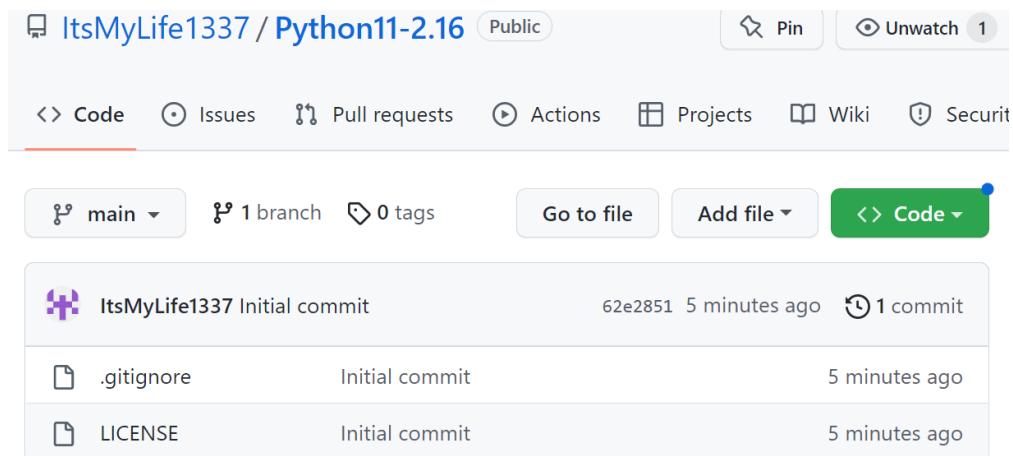 ItsMyLife1337 / Python11-2.16 Public Pin Unwatch 1
Code Issues Pull requests Actions Projects Wiki Securit
main 1 branch 0 tags Go to file Add file Code
ItsMyLife1337 Initial commit 62e2851 5 minutes ago 1 commit
.gitignore Initial commit 5 minutes ago
LICENSE Initial commit 5 minutes ago